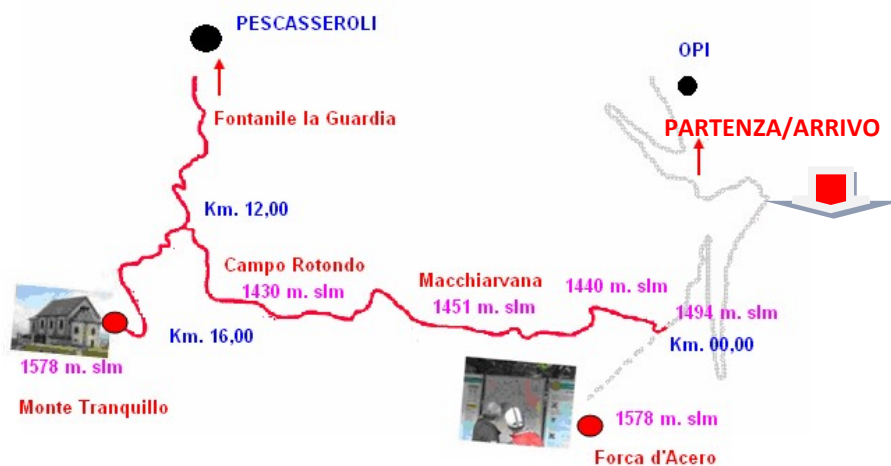 PESCASSEROLI
OPI
Fontanile la Guardia
PARTENZA/ARRIVO
Km. 12,00
Campo Rotondo
1430 m. slm
Macchiarvana
1451 m. slm
1440 m. slm
1494 m. slm
Km. 00,00
Km. 16,00
1578 m. slm
Monte Tranquillo
1578 m. slm
Forca d'Acero